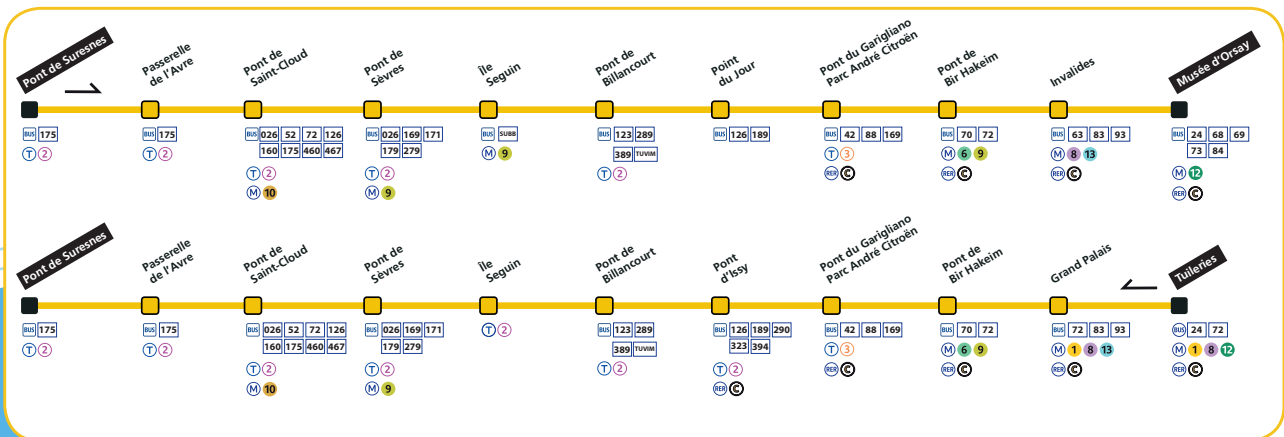 Pont de Suresnes
Passerelle
de l'Avre
Pont de
Saint-Cloud
Pont de
Sèvres
Île
Seguin
Pont de
Billancourt
Point
du Jour
Pont du Garigliano
Parc André Citroën
Pont de
Bir Hakeim
Invalides
Musée d'Orsay
BUS 175
T 2
BUS 175
T 2
BUS 026 52 72 126
160 175 460 467
T 2
M 10
BUS 026 169 171
179 279
T 2
M 9
BUS SUBB
M 9
BUS 123 289
389 TUVIM
T 2
BUS 126 189
BUS 42 88 169
T 3
RER C
BUS 70 72
M 6 9
RER C
BUS 63 83 93
M 8 13
RER C
BUS 24 68 69
73 84
M 12
RER C
Pont de Suresnes
Passerelle
de l'Avre
Pont de
Saint-Cloud
Pont de
Sèvres
Île
Seguin
Pont de
Billancourt
Pont
d'Issy
Pont du Garigliano
Parc André Citroën
Pont de
Bir Hakeim
Grand Palais
Tuileries
BUS 175
T 2
BUS 175
T 2
BUS 026 52 72 126
160 175 460 467
T 2
M 10
BUS 026 169 171
179 279
T 2
M 9
T 2
BUS 123 289
389 TUVIM
T 2
BUS 126 189 290
323 394
T 2
RER C
BUS 42 88 169
T 3
RER C
BUS 70 72
M 6 9
RER C
BUS 72 83 93
M 1 8 13
RER C
BUS 24 72
M 1 8 12
RER C